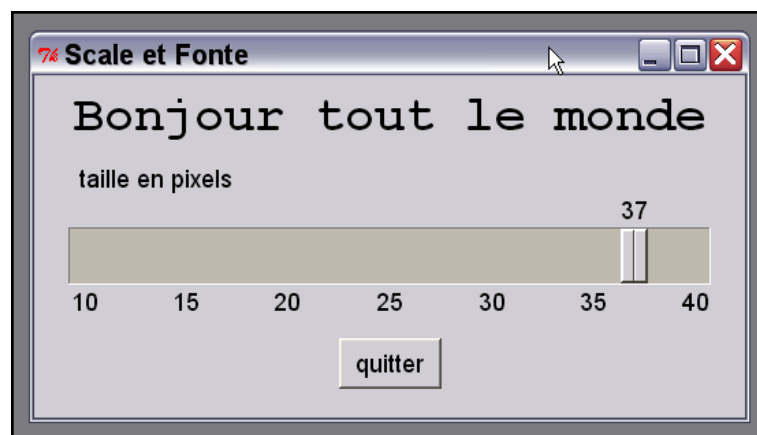 Scale et Fonte
Bonjour tout le monde
taille en pixels
37
10 15 20 25 30 35 40
quitter